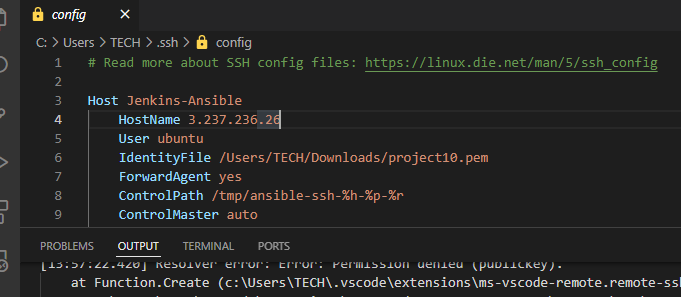 config ×
C: > Users > TECH > .ssh > config
1 # Read more about SSH config files: https://linux.die.net/man/5/ssh_config
2
3 Host Jenkins-Ansible
4 HostName 3.237.236.26
5 User ubuntu
6 IdentityFile /Users/TECH/Downloads/project10.pem
7 ForwardAgent yes
8 ControlPath /tmp/ansible-ssh-%h-%p-%r
9 ControlMaster auto
PROBLEMS OUTPUT TERMINAL PORTS
[13:57:22.420] Resolver error: Error: Permission denied (publickey).
at Function.Create (c:\Users\TECH\.vscode\extensions\ms-vscode-remote.remote-ssh